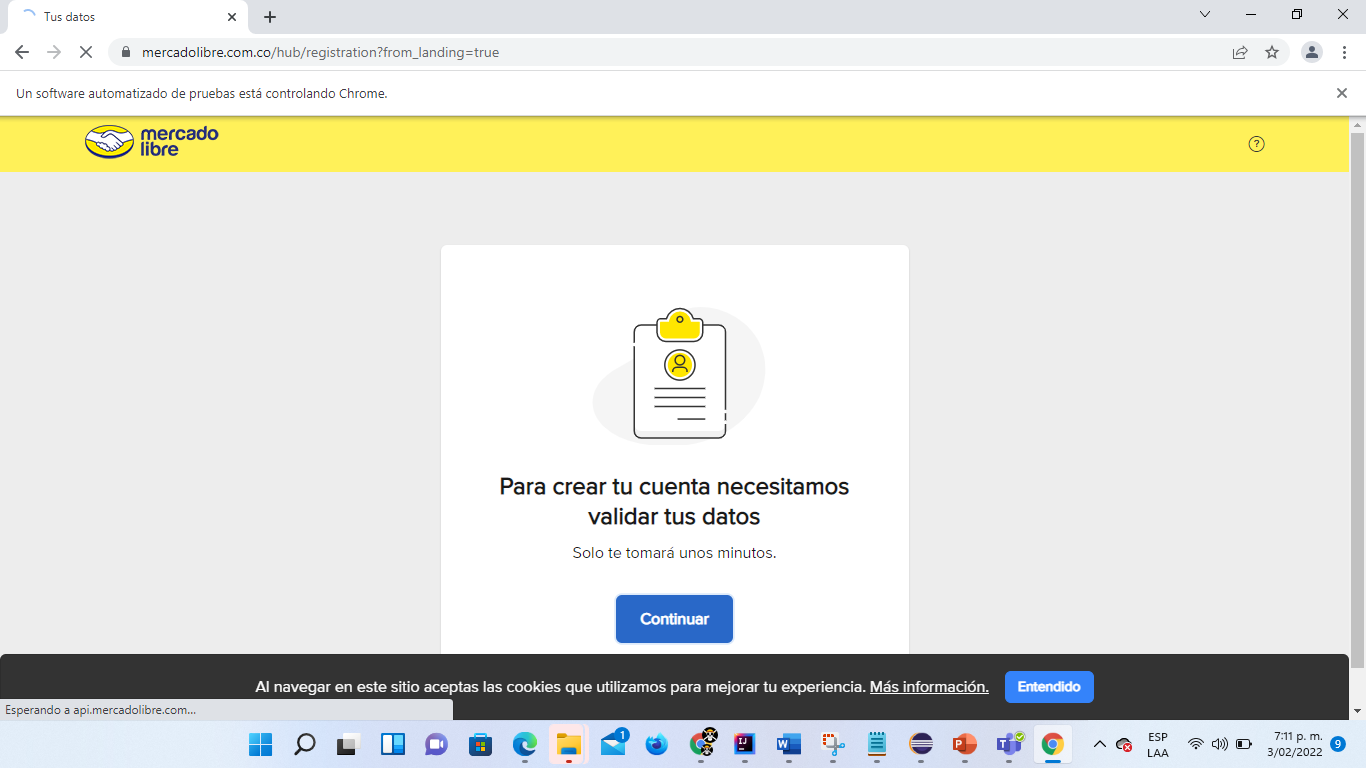 Tus datos
mercadolibre.com.co/hub/registration?from_landing=true
Un software automatizado de pruebas está controlando Chrome.
mercado
libre
?
Para crear tu cuenta necesitamos
validar tus datos
Solo te tomará unos minutos.
Continuar
Al navegar en este sitio aceptas las cookies que utilizamos para mejorar tu experiencia. Más información. Entendido
Esperando a api.mercadolibre.com...
1
IJ
W
P
T
ESP
LAA
7:11 p. m.
3/02/2022
9